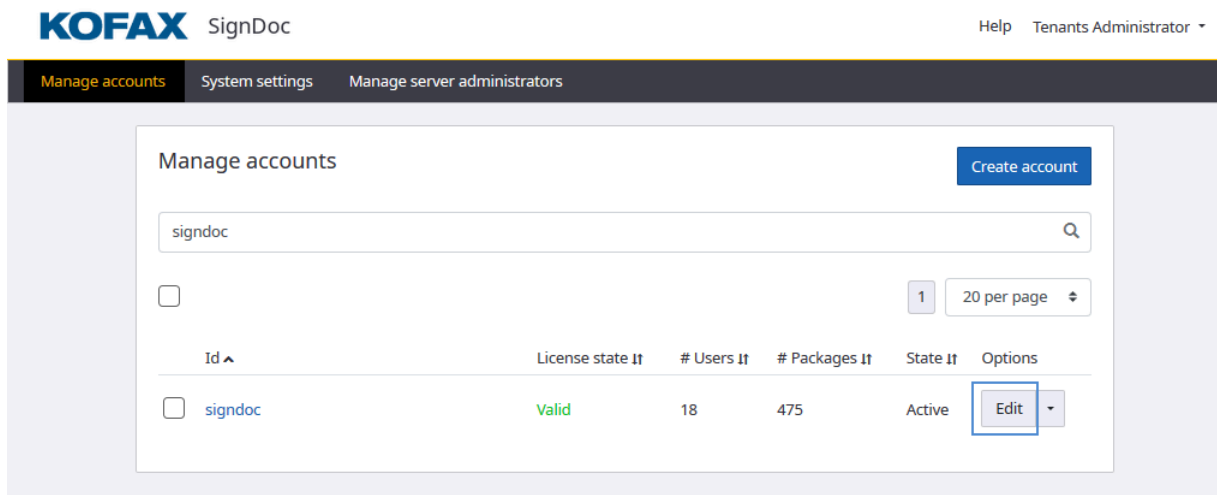 KOFAX SignDoc Help Tenants Administrator
Manage accounts System settings Manage server administrators
Manage accounts Create account
signdoc
1 20 per page
Id License state # Users # Packages State Options
signdoc Valid 18 475 Active Edit